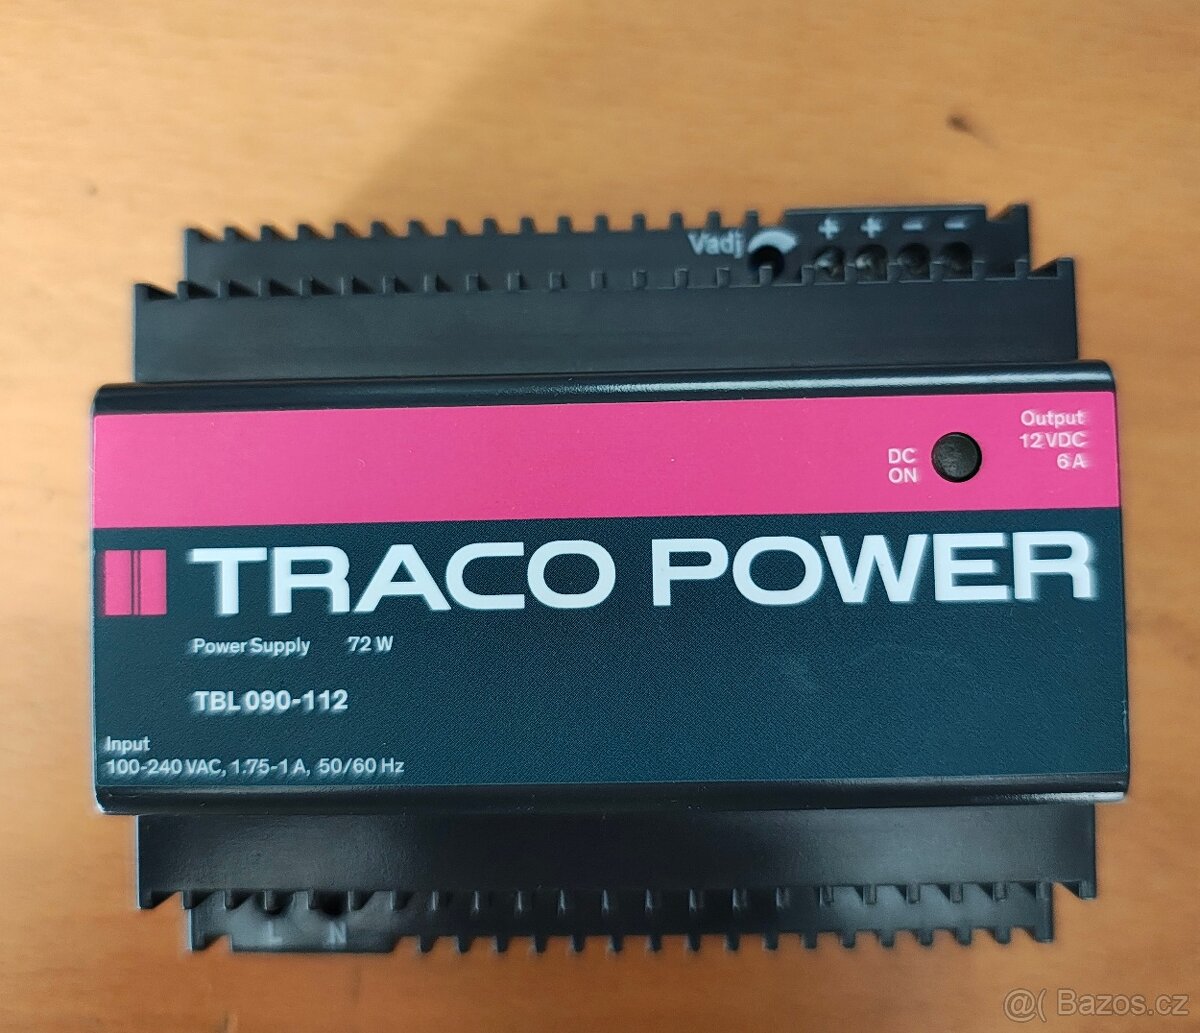 Vadj + + - -
Output
12 VDC
6 A
DC
ON
TRACO POWER
Power Supply 72 W
TBL 090-112
Input
100-240 VAC, 1.75-1 A, 50/60 Hz
L N
@( Bazos.cz